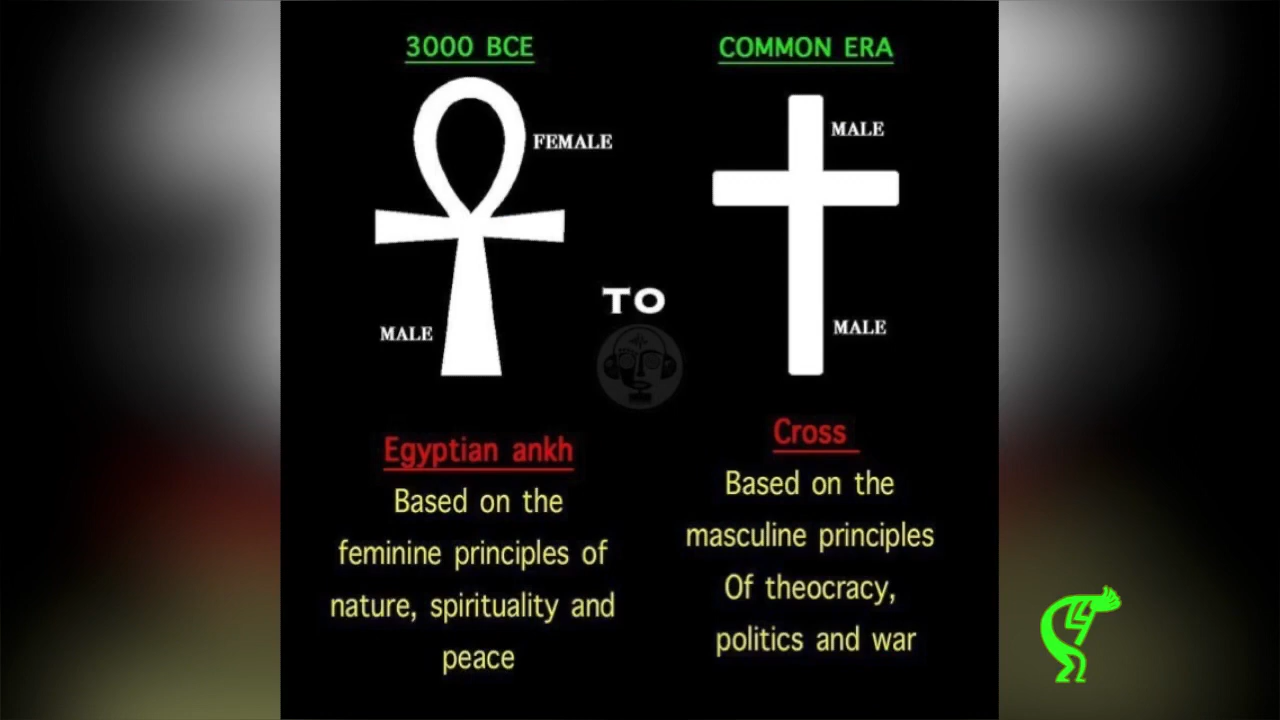 3000 BCE
FEMALE
MALE
Egyptian ankh
Based on the
feminine principles of
nature, spirituality and
peace
TO
COMMON ERA
MALE
MALE
Cross
Based on the
masculine principles
Of theocracy,
politics and war